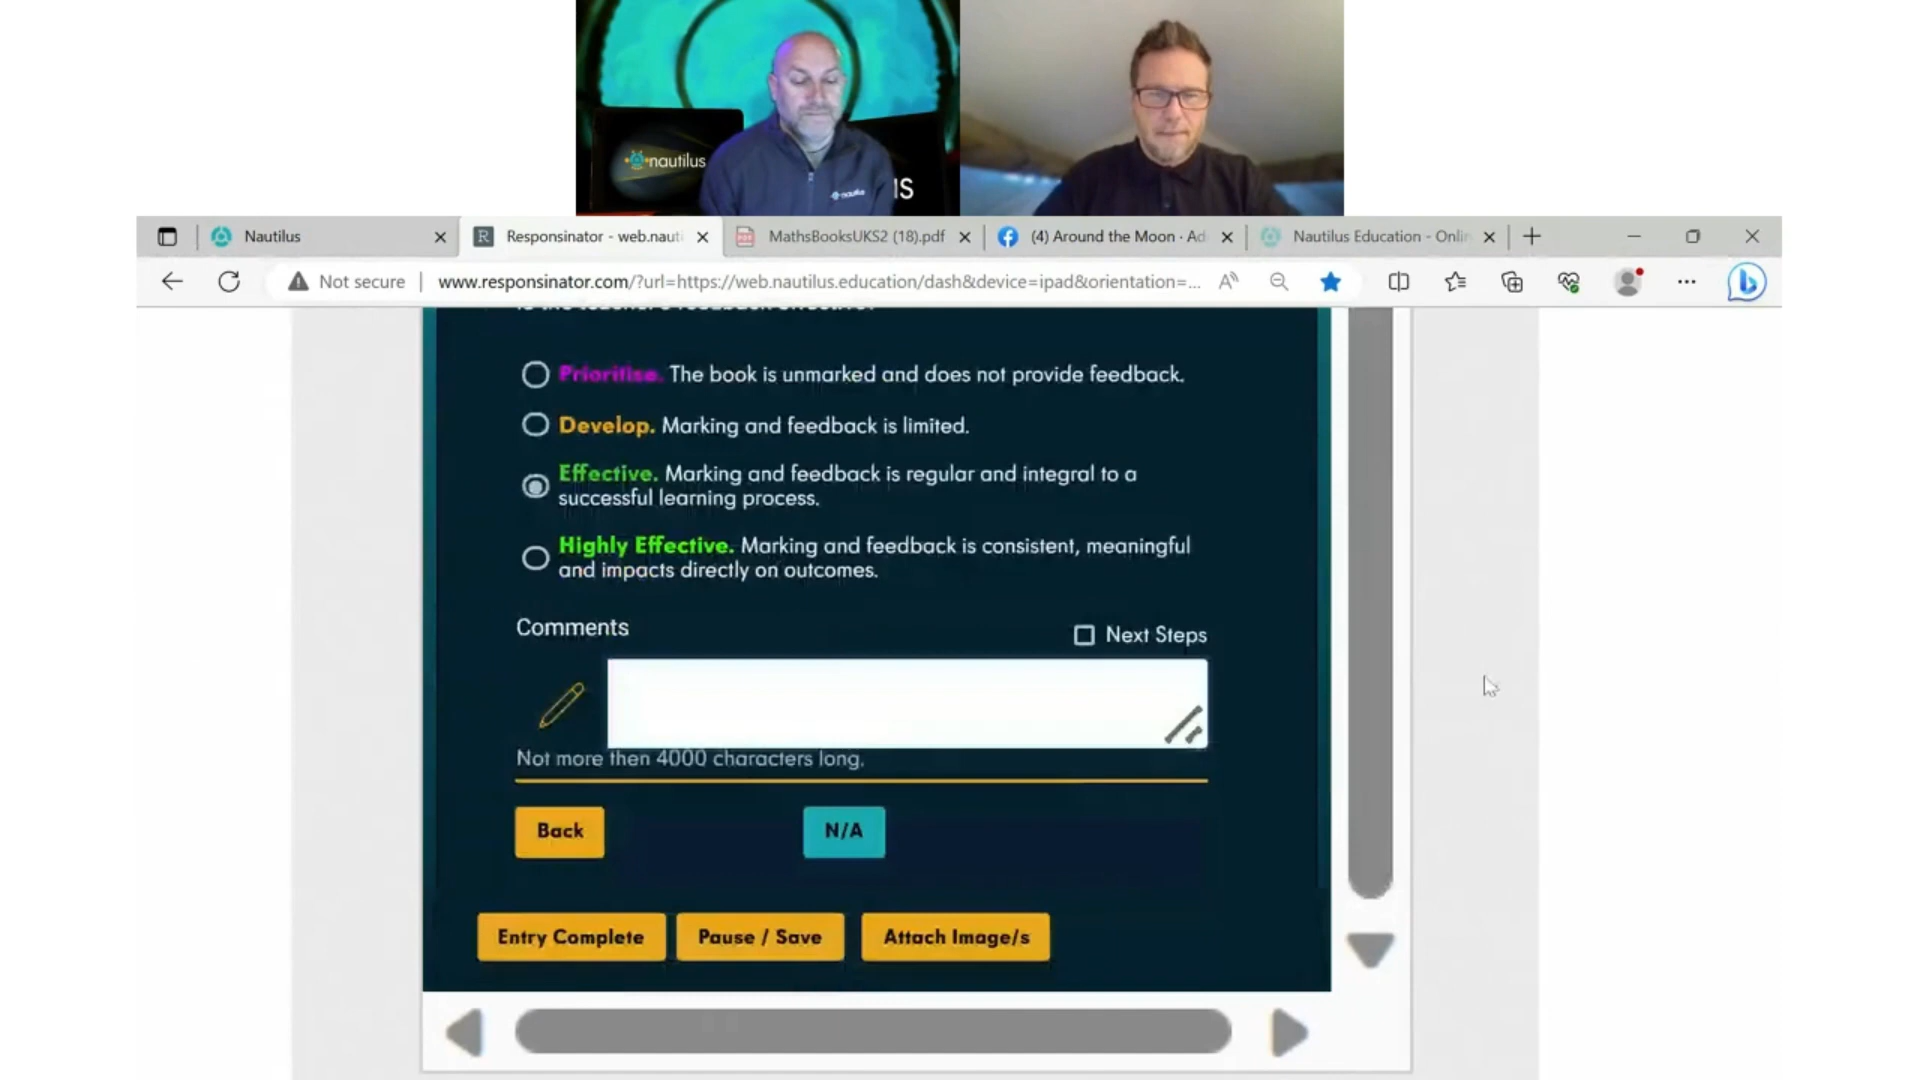 nautilus
nautilus
IS
Nautilus
Responsinator - web.nauti
MathsBooksUKS2 (18).pdf
(4) Around the Moon · Ad
Nautilus Education - Onlin
Not secure
www.responsinator.com/?url=https://web.nautilus.education/dash&device=ipad&orientation=...
Prioritise. The book is unmarked and does not provide feedback.
Develop. Marking and feedback is limited.
Effective. Marking and feedback is regular and integral to a
successful learning process.
Highly Effective. Marking and feedback is consistent, meaningful
and impacts directly on outcomes.
Comments
Next Steps
Not more then 4000 characters long.
Back
N/A
Entry Complete
Pause / Save
Attach Image/s